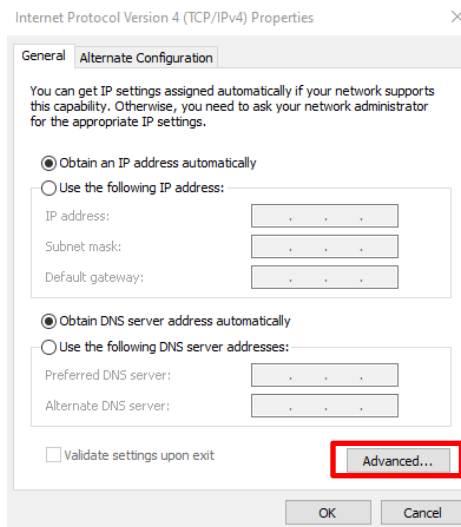 Internet Protocol Version 4 (TCP/IPv4) Properties
General
Alternate Configuration
You can get IP settings assigned automatically if your network supports
this capability. Otherwise, you need to ask your network administrator
for the appropriate IP settings.
Obtain an IP address automatically
Use the following IP address:
IP address:
Subnet mask:
Default gateway:
Obtain DNS server address automatically
Use the following DNS server addresses:
Preferred DNS server:
Alternate DNS server:
Validate settings upon exit
Advanced...
OK
Cancel